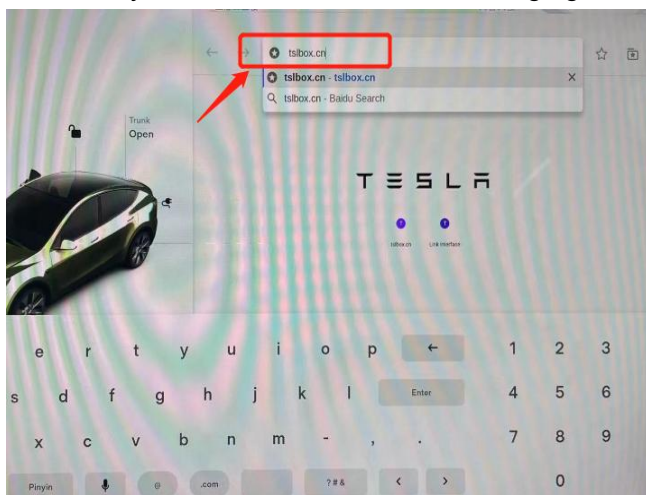 tslbox.cn
tslbox.cn - tslbox.cn
tslbox.cn - Baidu Search
Trunk
Open
TESLA
tslbox.cn
Link Interface
e r t y u i o p 1 2 3
s d f g h j k l Enter 4 5 6
x c v b n m - , . 7 8 9
Pinyin @ .com ?#& < > 0